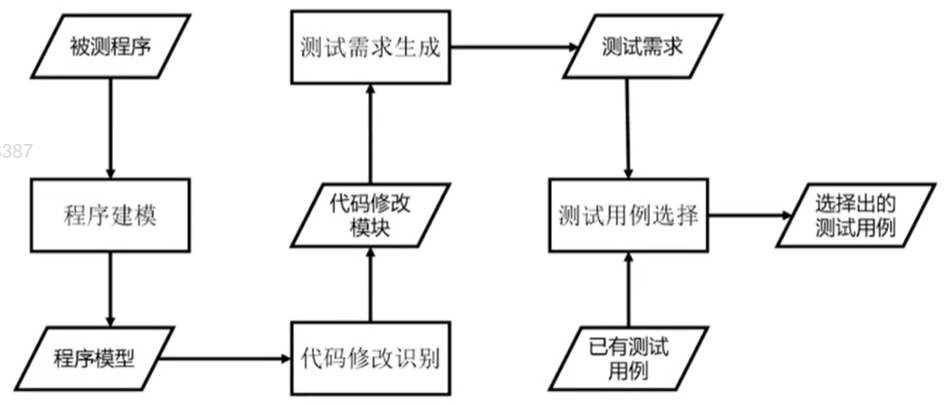 被测程序
测试需求生成
测试需求
387
程序建模
代码修改
模块
测试用例选择
选择出的
测试用例
程序模型
代码修改识别
已有测试
用例